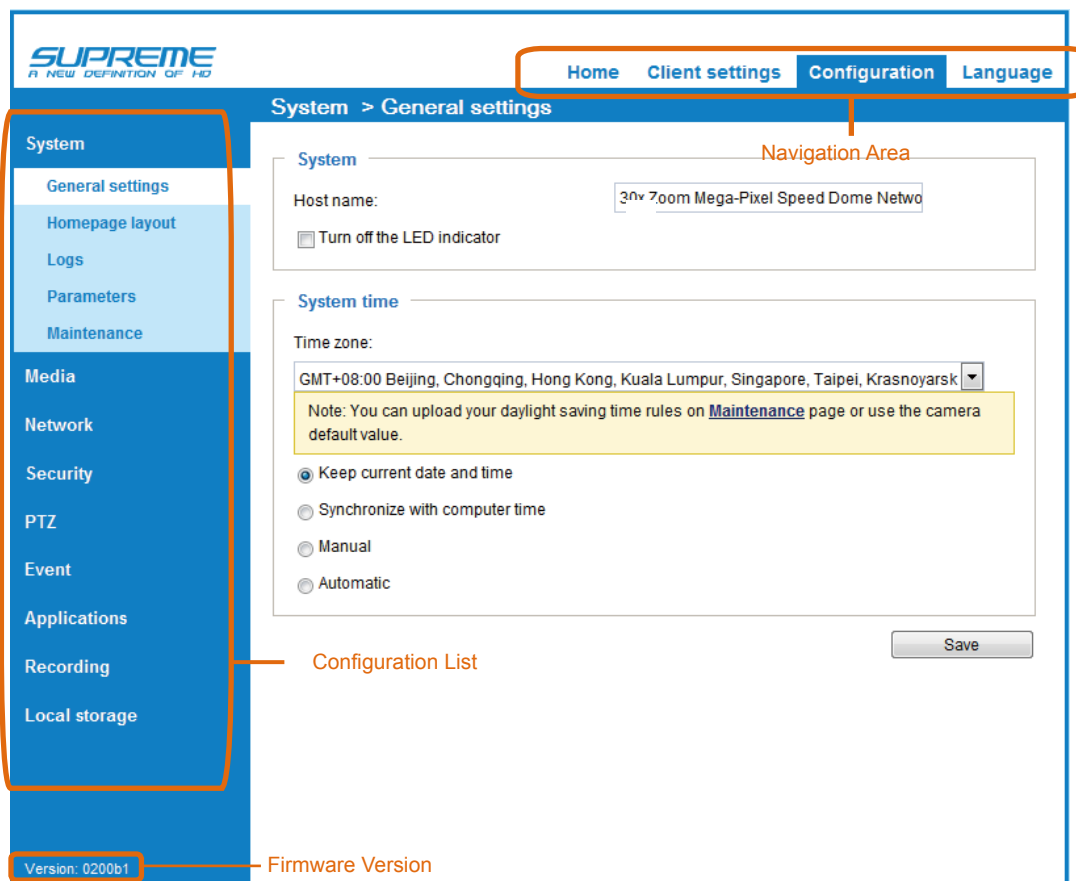 SUPREME
A NEW DEFINITION OF HD
Home Client settings Configuration Language
System > General settings
Navigation Area
System
General settings
Homepage layout
Logs
Parameters
Maintenance
Media
Network
Security
PTZ
Event
Applications
Recording
Local storage
Version: 0200b1
System
Host name: 30x Zoom Mega-Pixel Speed Dome Netwo
Turn off the LED indicator
System time
Time zone:
GMT+08:00 Beijing, Chongqing, Hong Kong, Kuala Lumpur, Singapore, Taipei, Krasnoyarsk
Note: You can upload your daylight saving time rules on Maintenance page or use the camera
default value.
Keep current date and time
Synchronize with computer time
Manual
Automatic
Save
Configuration List
Firmware Version